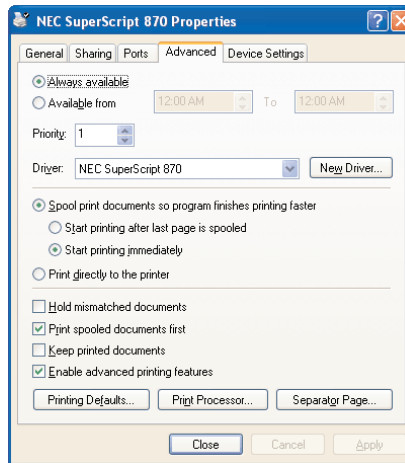 NEC SuperScript 870 Properties
General Sharing Ports Advanced Device Settings
Always available
Available from 12:00 AM To 12:00 AM
Priority: 1
Driver: NEC SuperScript 870 New Driver...
Spool print documents so program finishes printing faster
Start printing after last page is spooled
Start printing immediately
Print directly to the printer
Hold mismatched documents
Print spooled documents first
Keep printed documents
Enable advanced printing features
Printing Defaults... Print Processor... Separator Page...
Close Cancel Apply